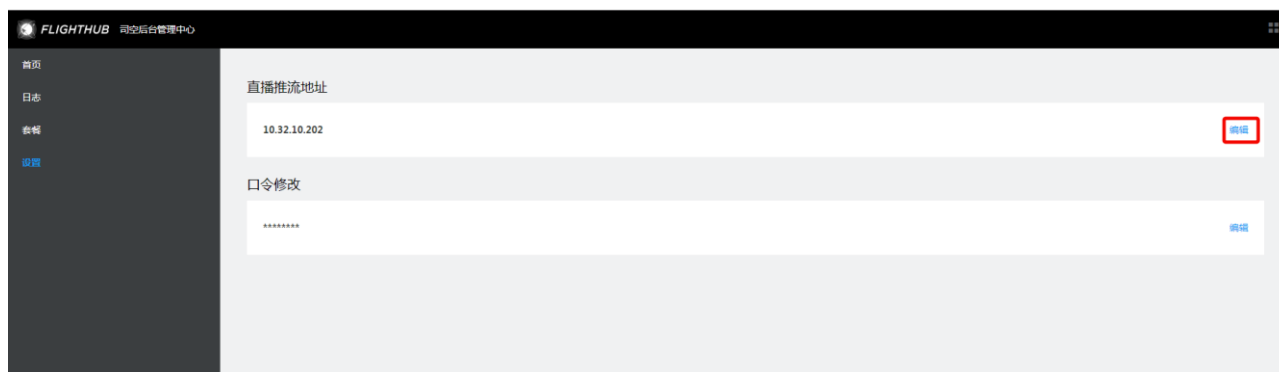 FLIGHTHUB 司空后台管理中心
首页
日志
套餐
设置
直播推流地址
10.32.10.202
编辑
口令修改
********
编辑